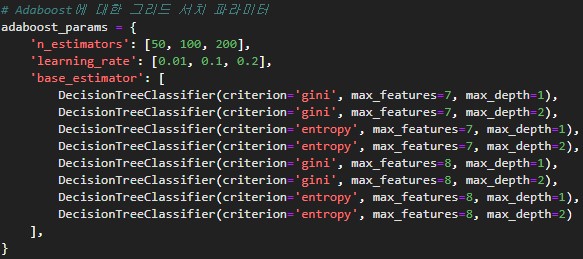 # Adaboost에 대한 그리드 서치 파라미터
adaboost_params = {
    'n_estimators': [50, 100, 200],
    'learning_rate': [0.01, 0.1, 0.2],
    'base_estimator': [
        DecisionTreeClassifier(criterion='gini', max_features=7, max_depth=1),
        DecisionTreeClassifier(criterion='gini', max_features=7, max_depth=2),
        DecisionTreeClassifier(criterion='entropy', max_features=7, max_depth=1),
        DecisionTreeClassifier(criterion='entropy', max_features=7, max_depth=2),
        DecisionTreeClassifier(criterion='gini', max_features=8, max_depth=1),
        DecisionTreeClassifier(criterion='gini', max_features=8, max_depth=2),
        DecisionTreeClassifier(criterion='entropy', max_features=8, max_depth=1),
        DecisionTreeClassifier(criterion='entropy', max_features=8, max_depth=2)
    ],
}